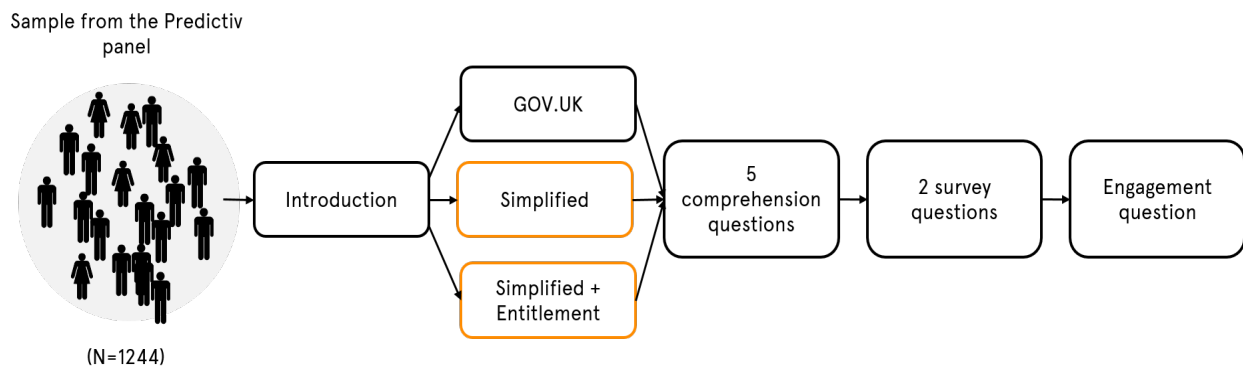 Sample from the Predictiv
panel
(N=1244)
Introduction
GOV.UK
Simplified
Simplified +
Entitlement
5
comprehension
questions
2 survey
questions
Engagement
question